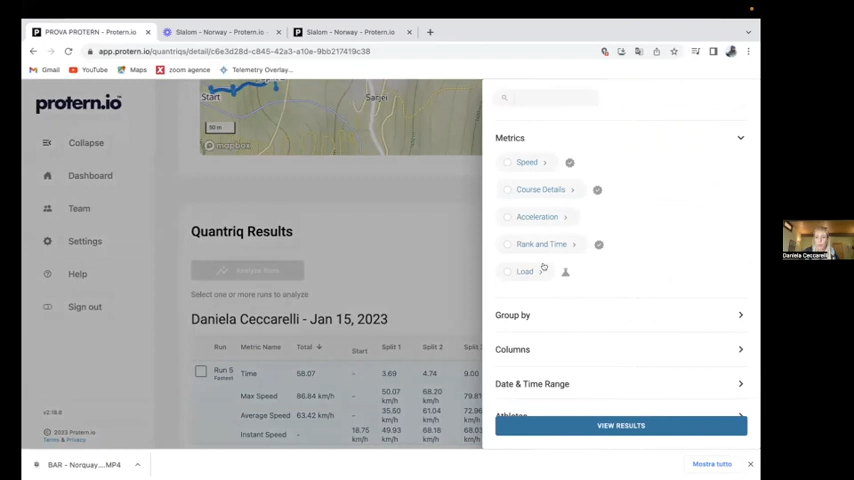 PROVA PROTERN - Protern.io
Slalom - Norway - Protern.io - 
Slalom - Norway - Protern.io
app.protern.io/quantriqs/detail/c6e3d28d-c845-42a3-a10e-9bb217419c38
Gmail
YouTube
Maps
zoom agence
Telemetry Overlay...
protern.io
Collapse
Dashboard
Team
Settings
Help
Sign out
v2.18.6
© 2023 Protern.io
Terms & Privacy
Start
Sarjei
50 m
mapbox
Quantriq Results
Analyze Runs
Select one or more runs to analyze
Daniela Ceccarelli - Jan 15, 2023
Run Metric Name Total Start Split 1 Split 2 Split 3
Run 5 Time 58.07 - 3.69 4.74 9.00
Fastest
Max Speed 86.84 km/h - 50.07 km/h 68.20 km/h 79.81
Average Speed 63.42 km/h - 35.50 km/h 61.04 km/h 72.96
Instant Speed - 18.75 km/h 49.93 km/h 68.18 km/h 68.03
Metrics
Speed
Course Details
Acceleration
Rank and Time
Load
Group by
Columns
Date & Time Range
Athletes
VIEW RESULTS
Daniela Ceccarelli
BAR - Norquay....MP4
Mostra tutto